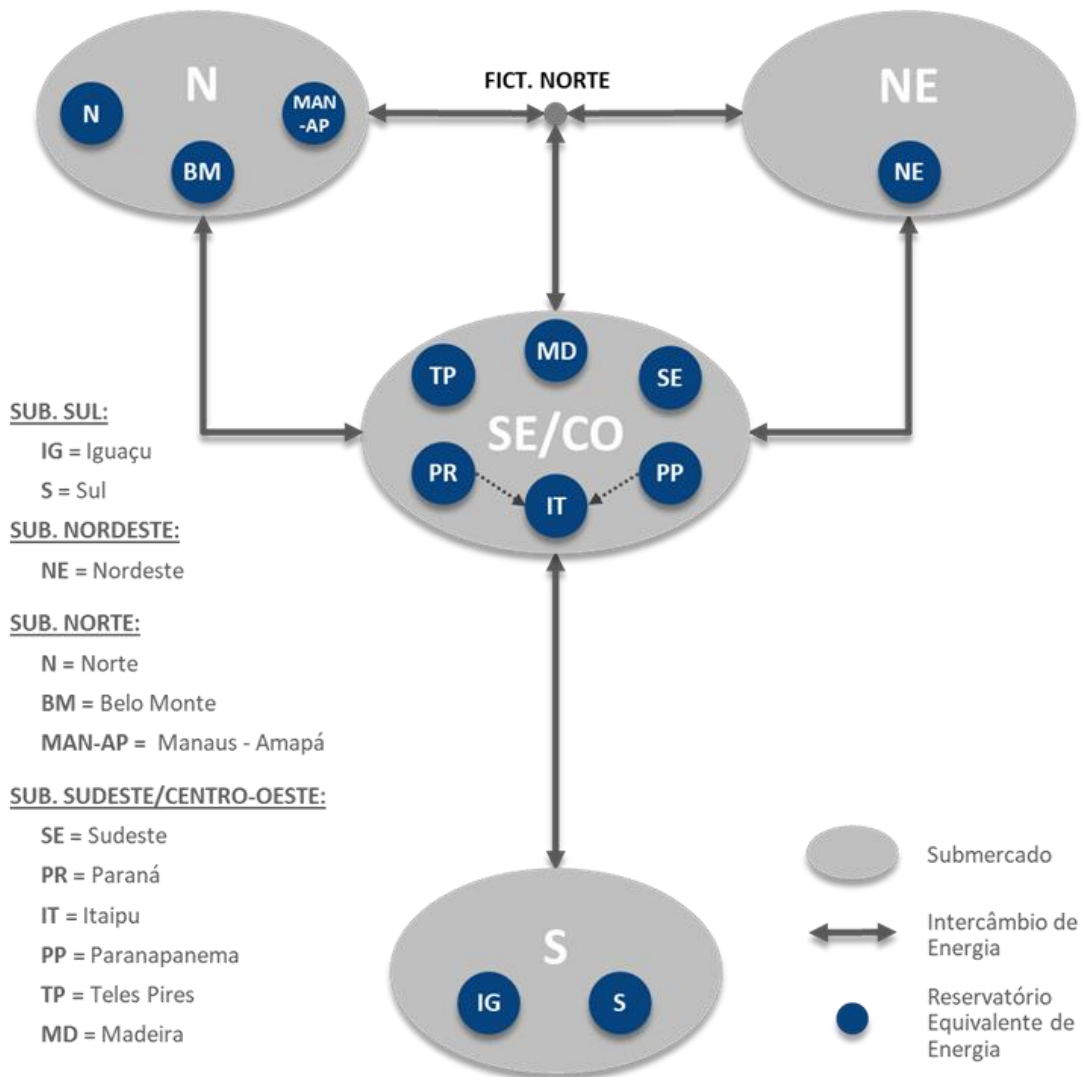 FICT. NORTE
N
N
MAN
-AP
BM
NE
NE
MD
TP
SE
SE/CO
PR
PP
IT
SUB. SUL:
IG = Iguaçu
S = Sul
SUB. NORDESTE:
NE = Nordeste
SUB. NORTE:
N = Norte
BM = Belo Monte
MAN-AP = Manaus - Amapá
SUB. SUDESTE/CENTRO-OESTE:
SE = Sudeste
PR = Paraná
IT = Itaipu
PP = Paranapanema
TP = Teles Pires
MD = Madeira
S
IG
S
Submercado
Intercâmbio de
Energia
Reservatório
Equivalente de
Energia